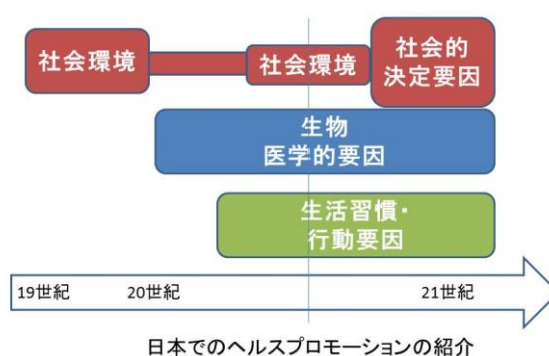 社会環境
社会環境
社会的
決定要因
生物
医学的要因
生活習慣・
行動要因
19世紀
20世紀
21世紀
日本でのヘルスプロモーションの紹介